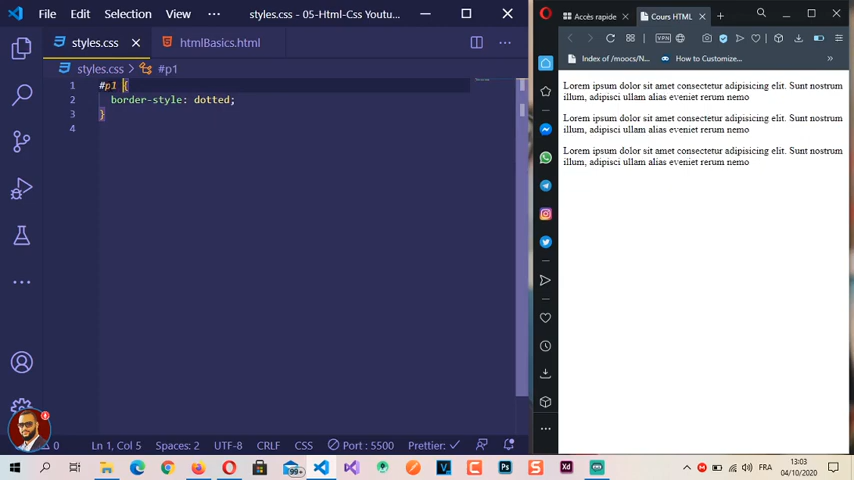 File Edit Selection View ··· styles.css - 05-Html-Css Youtu...
styles.css
htmlBasics.html
styles.css > #p1
1 #p1 {
2 border-style: dotted;
3 }
4
0 Ln 1, Col 5 Spaces: 2 UTF-8 CRLF CSS Port : 5500 Prettier:
Accès rapide
Cours HTML
VPN
Index of /moocs/Web...
How to Customize...
Lorem ipsum dolor sit amet consectetur adipisicing elit. Sunt nostrum
illum, adipisci ullam alias eveniet rerum nemo
Lorem ipsum dolor sit amet consectetur adipisicing elit. Sunt nostrum
illum, adipisci ullam alias eveniet rerum nemo
Lorem ipsum dolor sit amet consectetur adipisicing elit. Sunt nostrum
illum, adipisci ullam alias eveniet rerum nemo
99+
FRA
13:03
04/10/2020